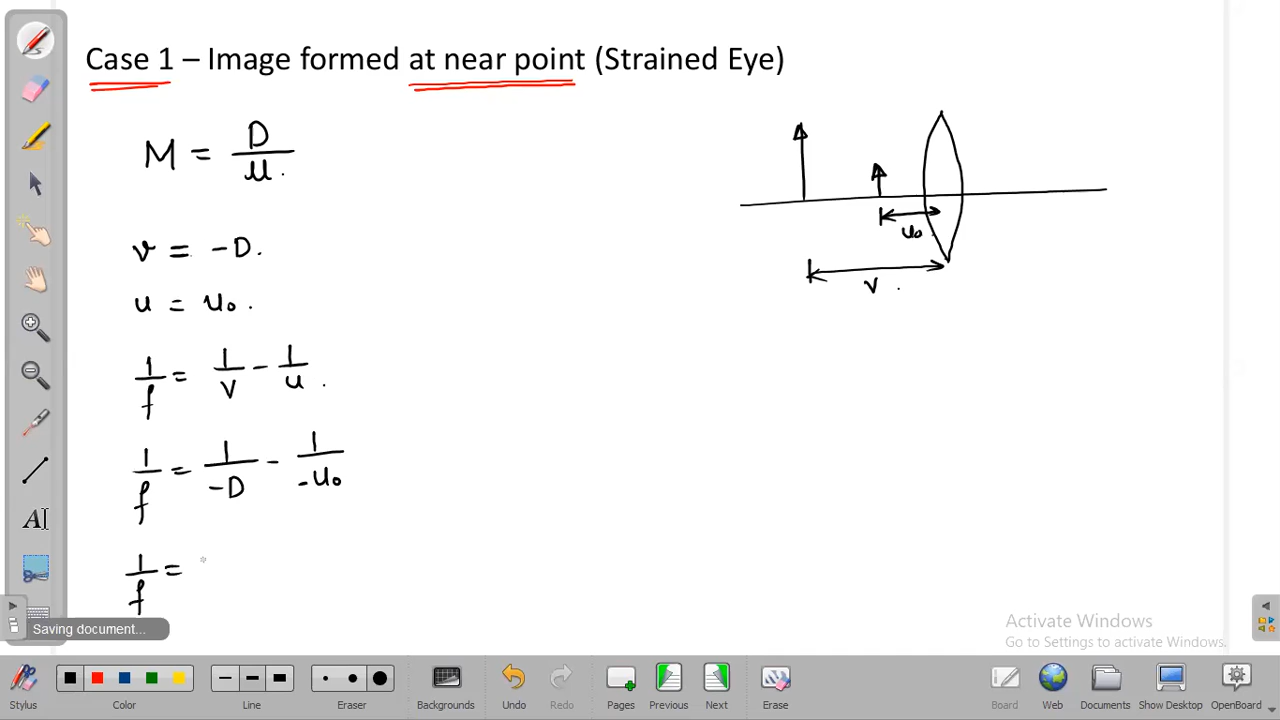 Case 1 – Image formed at near point (Strained Eye)
M = D/u.
v = -D.
u = u₀.
1/f = 1/v - 1/u.
1/f = 1/-D - 1/-u₀
1/f =
u₀.
v.
Saving document...
Activate Windows
Go to Settings to activate Windows.
Color
Line
Eraser
Backgrounds
Undo
Redo
Pages
Previous
Next
Erase
Board
Web
Documents
Show Desktop
OpenBoard